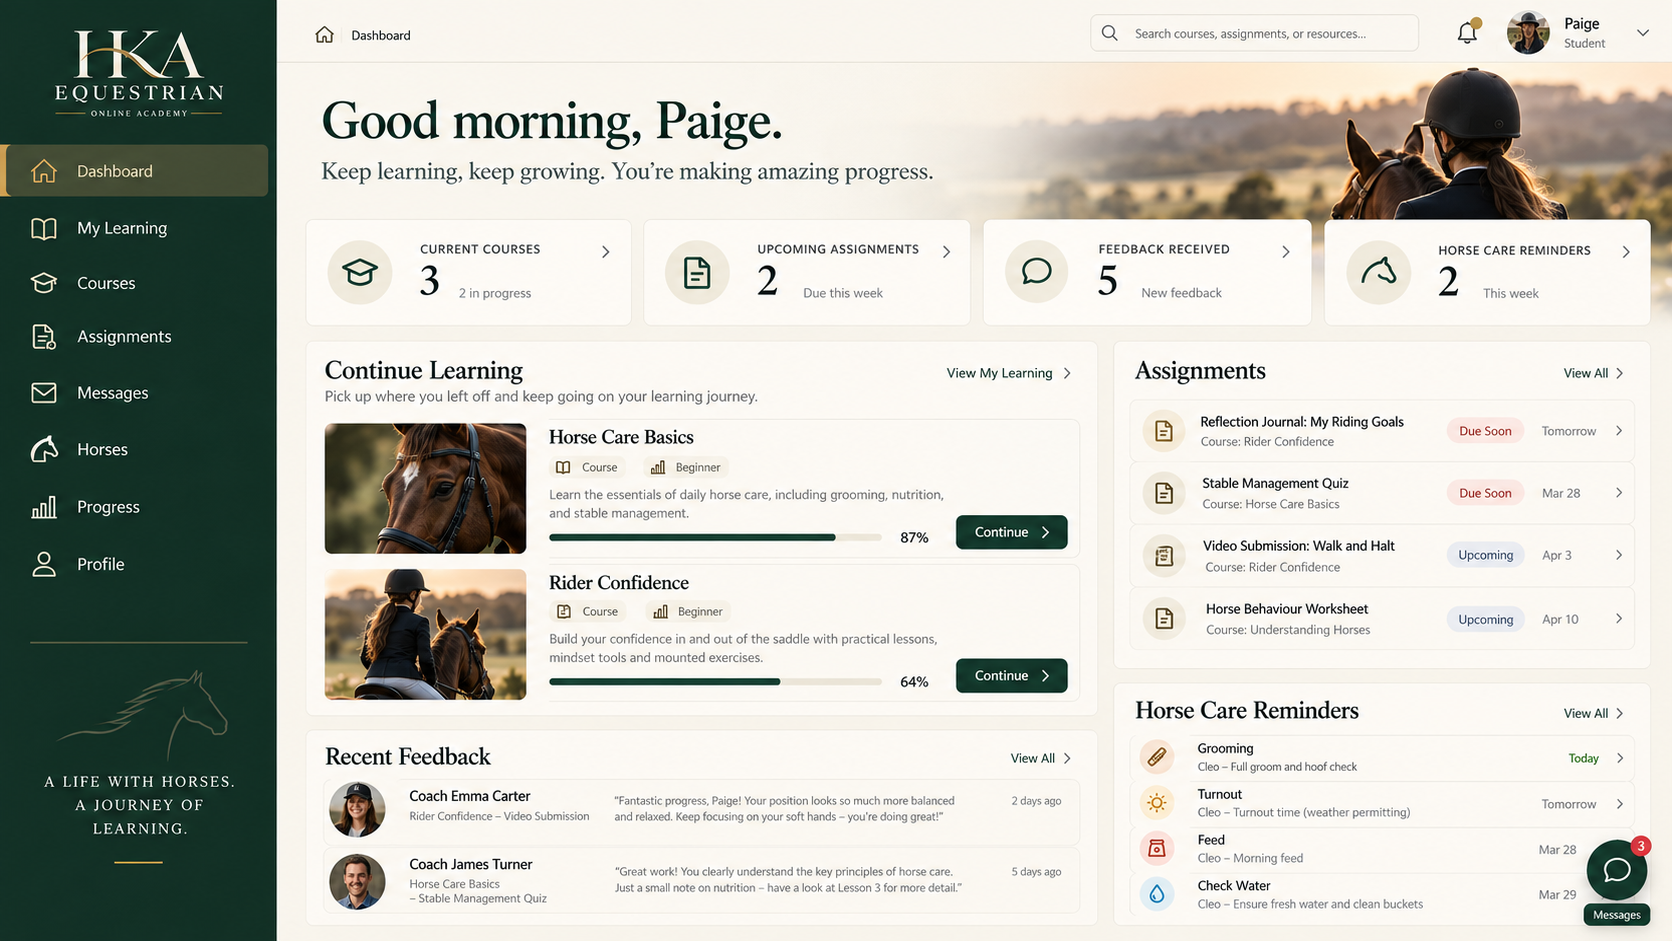 HKA
EQUESTRIAN
ONLINE ACADEMY
Dashboard
My Learning
Courses
Assignments
Messages
Horses
Progress
Profile
A LIFE WITH HORSES.
A JOURNEY OF
LEARNING.
Dashboard
Search courses, assignments, or resources...
Paige
Student
Good morning, Paige.
Keep learning, keep growing. You're making amazing progress.
CURRENT COURSES
3 2 in progress
UPCOMING ASSIGNMENTS
2 Due this week
FEEDBACK RECEIVED
5 New feedback
HORSE CARE REMINDERS
2 This week
Continue Learning
View My Learning
Pick up where you left off and keep going on your learning journey.
Horse Care Basics
Course Beginner
Learn the essentials of daily horse care, including grooming, nutrition,
and stable management.
87% Continue
Rider Confidence
Course Beginner
Build your confidence in and out of the saddle with practical lessons,
mindset tools and mounted exercises.
64% Continue
Recent Feedback
View All
Coach Emma Carter
Rider Confidence – Video Submission
"Fantastic progress, Paige! Your position looks so much more balanced
and relaxed. Keep focusing on your soft hands – you're doing great!"
2 days ago
Coach James Turner
Horse Care Basics
– Stable Management Quiz
"Great work! You clearly understand the key principles of horse care.
Just a small note on nutrition – have a look at Lesson 3 for more detail."
5 days ago
Assignments
View All
Reflection Journal: My Riding Goals
Course: Rider Confidence
Due Soon Tomorrow
Stable Management Quiz
Course: Horse Care Basics
Due Soon Mar 28
Video Submission: Walk and Halt
Course: Rider Confidence
Upcoming Apr 3
Horse Behaviour Worksheet
Course: Understanding Horses
Upcoming Apr 10
Horse Care Reminders
View All
Grooming
Cleo – Full groom and hoof check
Today
Turnout
Cleo – Turnout time (weather permitting)
Tomorrow
Feed
Cleo – Morning feed
Mar 28
Check Water
Cleo – Ensure fresh water and clean buckets
Mar 29
3
Messages